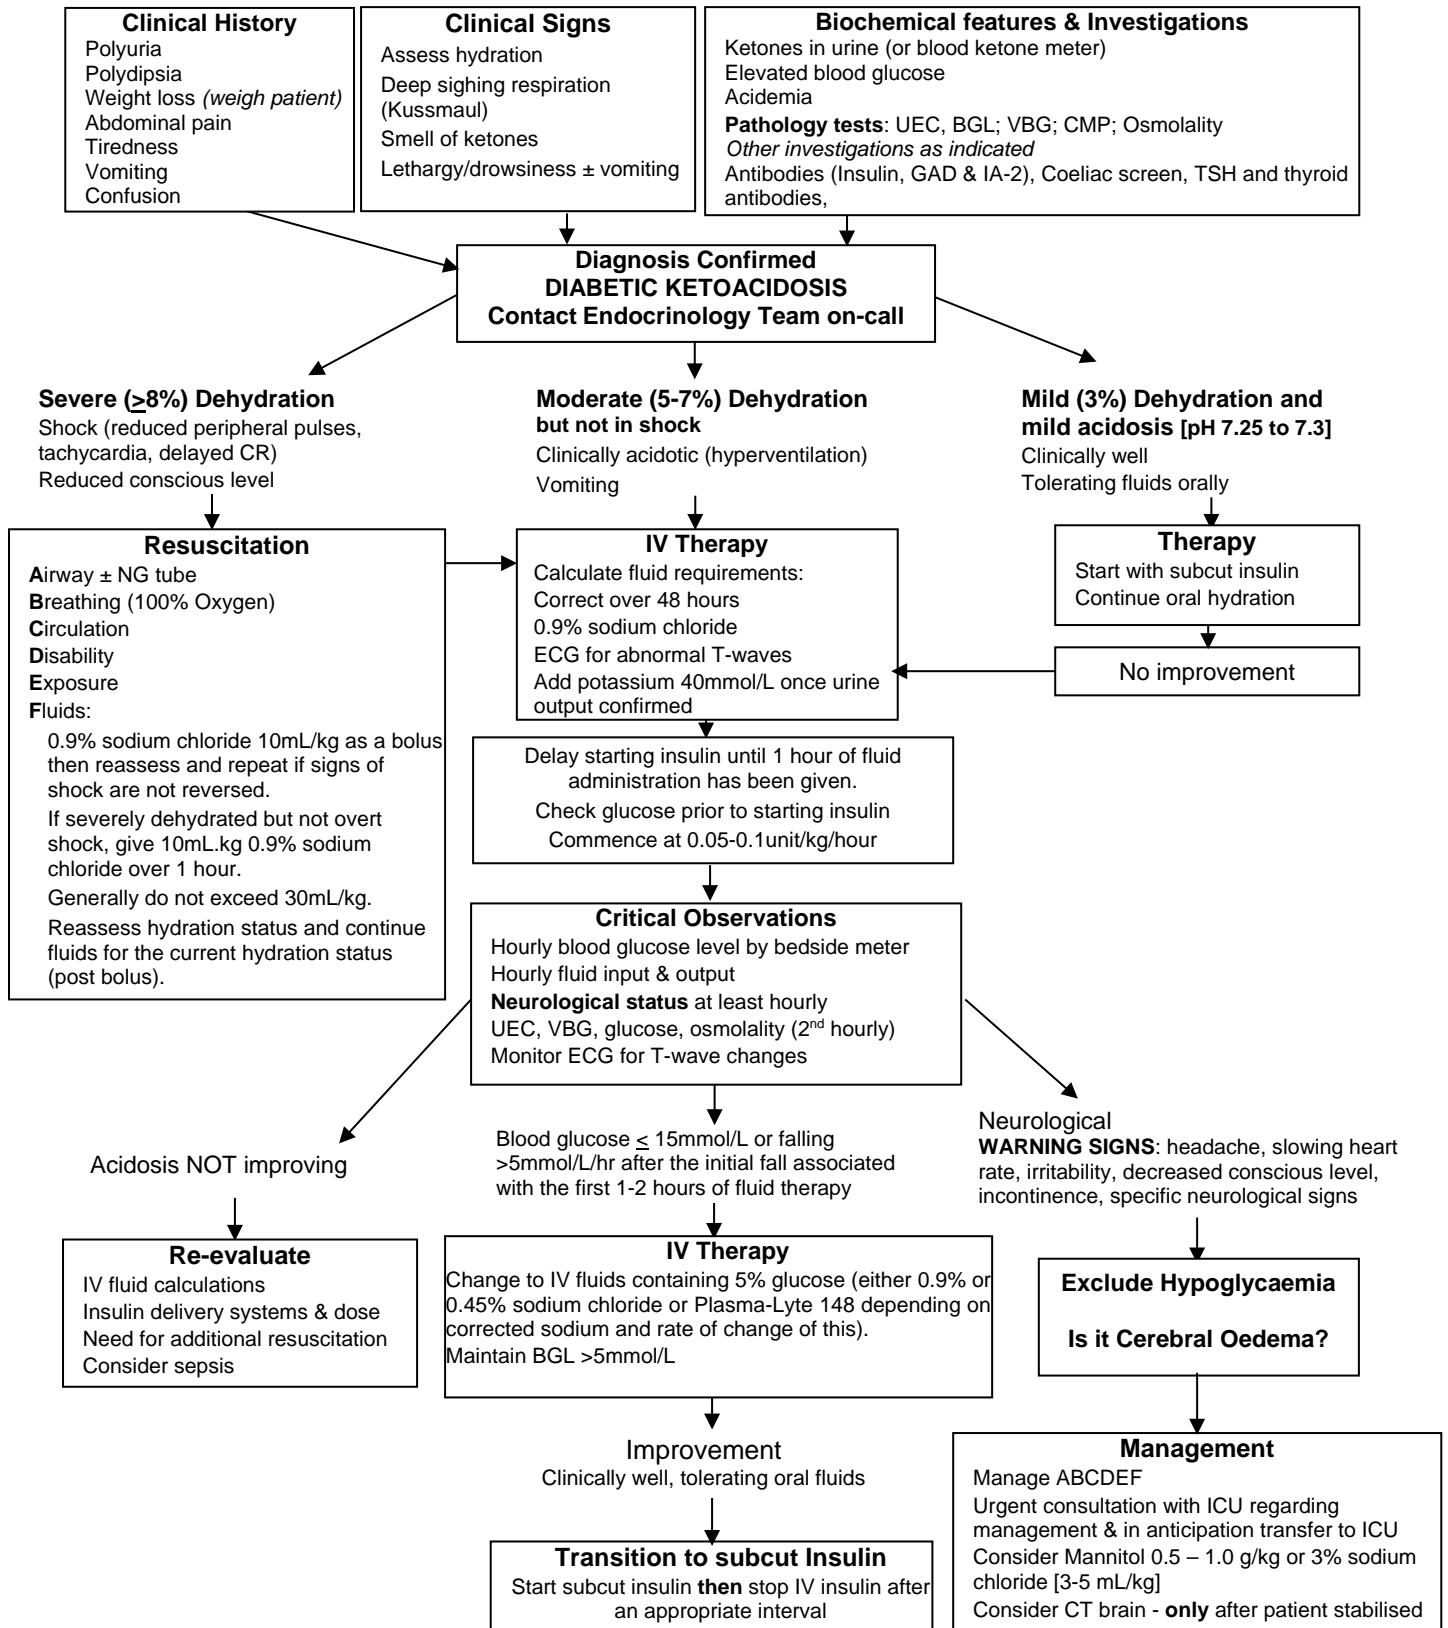 Clinical History
Polyuria
Polydipsia
Weight loss (weigh patient)
Abdominal pain
Tiredness
Vomiting
Confusion
Clinical Signs
Assess hydration
Deep sighing respiration
(Kussmaul)
Smell of ketones
Lethargy/drowsiness ± vomiting
Biochemical features & Investigations
Ketones in urine (or blood ketone meter)
Elevated blood glucose
Acidemia
Pathology tests: UEC, BGL; VBG; CMP; Osmolality
Other investigations as indicated
Antibodies (Insulin, GAD & IA-2), Coeliac screen, TSH and thyroid
antibodies,
Diagnosis Confirmed
DIABETIC KETOACIDOSIS
Contact Endocrinology Team on-call
Severe (≥8%) Dehydration
Shock (reduced peripheral pulses,
tachycardia, delayed CR)
Reduced conscious level
Moderate (5-7%) Dehydration
but not in shock
Clinically acidotic (hyperventilation)
Vomiting
Mild (3%) Dehydration and
mild acidosis [pH 7.25 to 7.3]
Clinically well
Tolerating fluids orally
Resuscitation
Airway ± NG tube
Breathing (100% Oxygen)
Circulation
Disability
Exposure
Fluids:
0.9% sodium chloride 10mL/kg as a bolus
then reassess and repeat if signs of
shock are not reversed.
If severely dehydrated but not overt
shock, give 10mL.kg 0.9% sodium
chloride over 1 hour.
Generally do not exceed 30mL/kg.
Reassess hydration status and continue
fluids for the current hydration status
(post bolus).
IV Therapy
Calculate fluid requirements:
Correct over 48 hours
0.9% sodium chloride
ECG for abnormal T-waves
Add potassium 40mmol/L once urine
output confirmed
Therapy
Start with subcut insulin
Continue oral hydration
No improvement
Delay starting insulin until 1 hour of fluid
administration has been given.
Check glucose prior to starting insulin
Commence at 0.05-0.1unit/kg/hour
Critical Observations
Hourly blood glucose level by bedside meter
Hourly fluid input & output
Neurological status at least hourly
UEC, VBG, glucose, osmolality (2nd hourly)
Monitor ECG for T-wave changes
Acidosis NOT improving
Blood glucose ≤ 15mmol/L or falling
>5mmol/L/hr after the initial fall associated
with the first 1-2 hours of fluid therapy
Neurological
WARNING SIGNS: headache, slowing heart
rate, irritability, decreased conscious level,
incontinence, specific neurological signs
Re-evaluate
IV fluid calculations
Insulin delivery systems & dose
Need for additional resuscitation
Consider sepsis
IV Therapy
Change to IV fluids containing 5% glucose (either 0.9% or
0.45% sodium chloride or Plasma-Lyte 148 depending on
corrected sodium and rate of change of this).
Maintain BGL >5mmol/L
Exclude Hypoglycaemia
Is it Cerebral Oedema?
Improvement
Clinically well, tolerating oral fluids
Transition to subcut Insulin
Start subcut insulin then stop IV insulin after
an appropriate interval
Management
Manage ABCDEF
Urgent consultation with ICU regarding
management & in anticipation transfer to ICU
Consider Mannitol 0.5 – 1.0 g/kg or 3% sodium
chloride [3-5 mL/kg]
Consider CT brain - only after patient stabilised